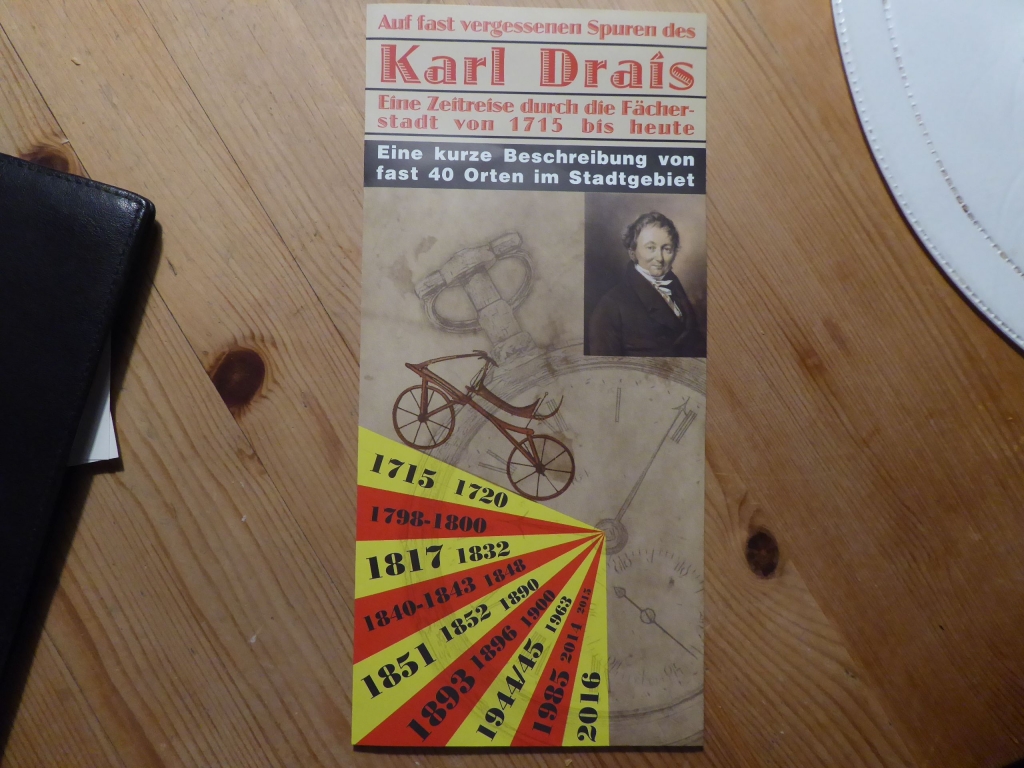 Auf fast vergessenen Spuren des
Karl Drais
Eine Zeitreise durch die Fächer-
stadt von 1715 bis heute
Eine kurze Beschreibung von
fast 40 Orten im Stadtgebiet
1715 1720
1798-1800
1817 1832
1840-1843 1848
1851 1852 1890
1893 1896 1900
1944/45 1963
1985 2014 2015
2016